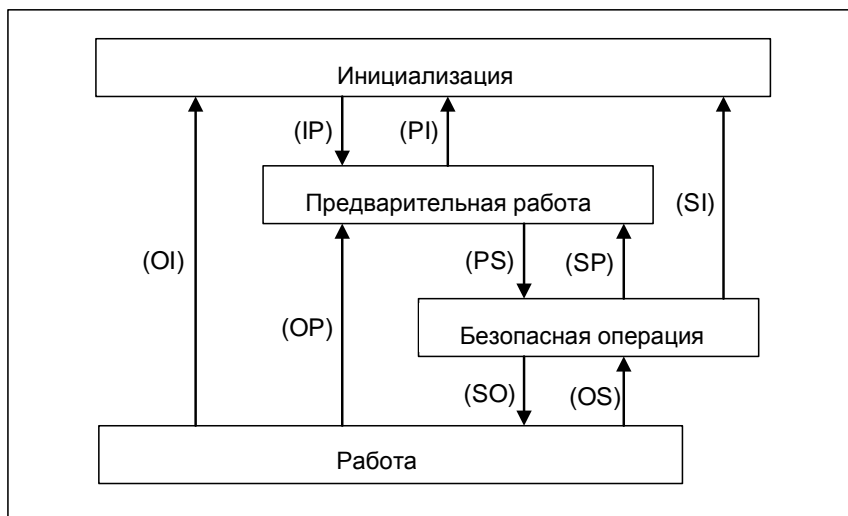 Инициализация
(IP)
(PI)
Предварительная работа
(SI)
(OI)
(PS)
(SP)
(OP)
Безопасная операция
(SO)
(OS)
Работа